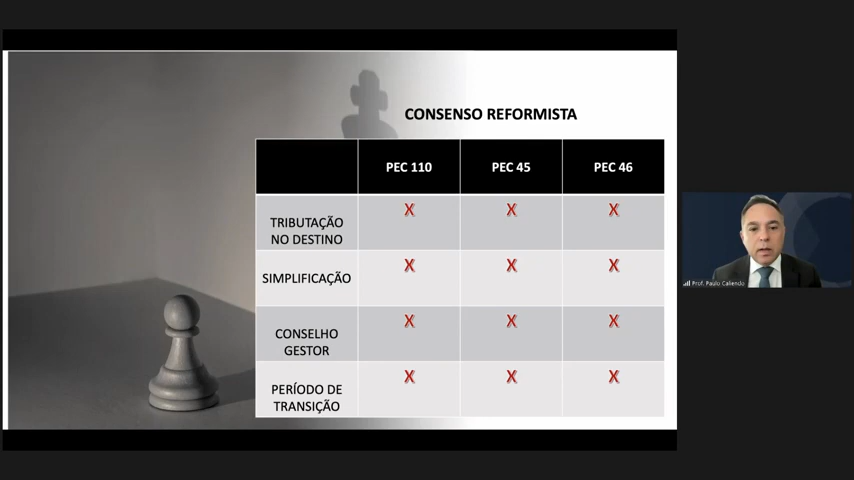 CONSENSO REFORMISTA
PEC 110 PEC 45 PEC 46
TRIBUTAÇÃO X X X
NO DESTINO
SIMPLIFICAÇÃO X X X
CONSELHO X X X
GESTOR
PERÍODO DE X X X
TRANSIÇÃO
Prof. Paulo Caliendo